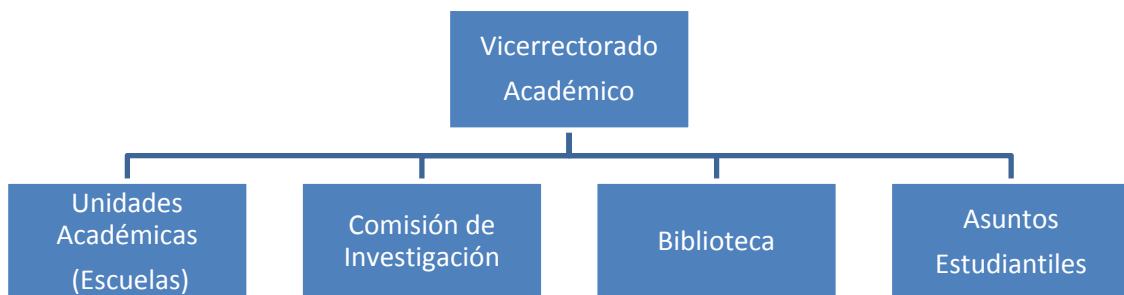 Vicerrectorado
Académico
Unidades
Académicas
(Escuelas)
Comisión de
Investigación
Biblioteca
Asuntos
Estudiantiles